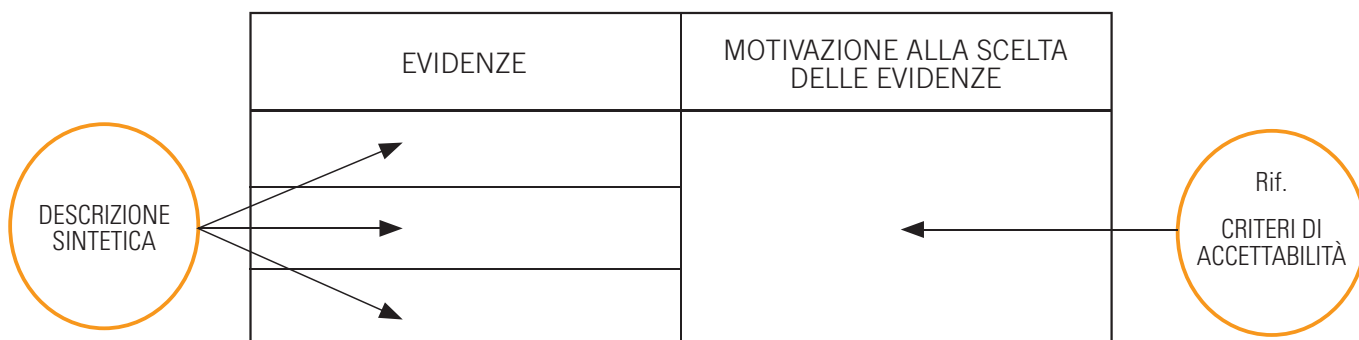 EVIDENZE
MOTIVAZIONE ALLA SCELTA
DELLE EVIDENZE
DESCRIZIONE
SINTETICA
Rif.
CRITERI DI
ACCETTABILITÀ